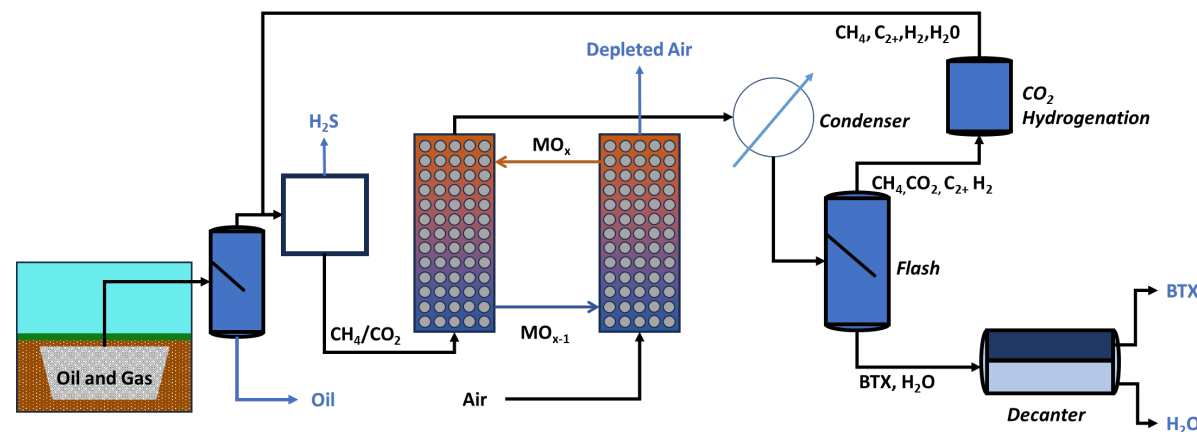 CH₄, C₂₊,H₂,H₂0
Depleted Air
CO₂
Hydrogenation
H₂S
Condenser
MOₓ
CH₄,CO₂, C₂₊ H₂
Flash
BTX
MOₓ₋₁
CH₄/CO₂
Oil and Gas
BTX, H₂O
Oil
Air
Decanter
H₂O